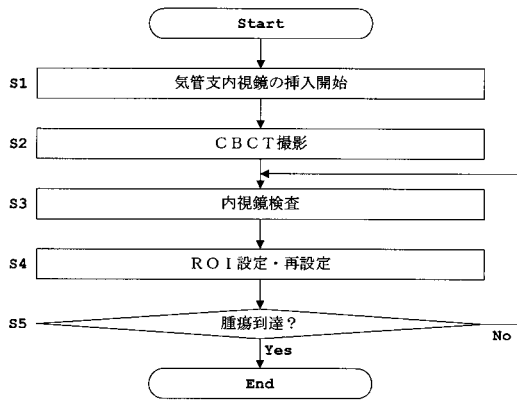 Start
S1 気管支内視鏡の挿入開始
S2 ＣＢＣＴ撮影
S3 内視鏡検査
S4 ＲＯＩ設定・再設定
S5 腫瘍到達？
No
Yes
End